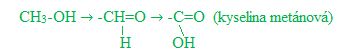 CH3-OH → -CH=O → -C=O (kyselina metánová)
H OH